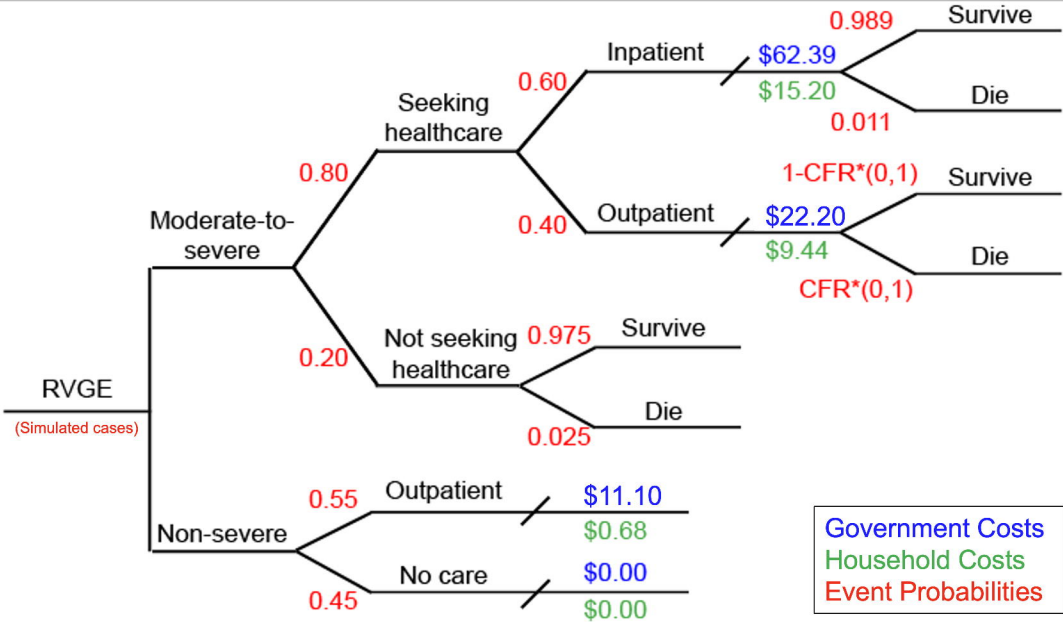 0.989
Survive
Inpatient
$62.39
0.60
$15.20
Die
0.011
Seeking
healthcare
0.80
1-CFR*(0,1)
Survive
Outpatient
$22.20
0.40
$9.44
Die
CFR*(0,1)
Moderate-to-
severe
0.20
Not seeking
healthcare
0.975
Survive
Die
0.025
RVGE
(Simulated cases)
0.55
Outpatient
$11.10
$0.68
Non-severe
No care
$0.00
0.45
$0.00
Government Costs
Household Costs
Event Probabilities